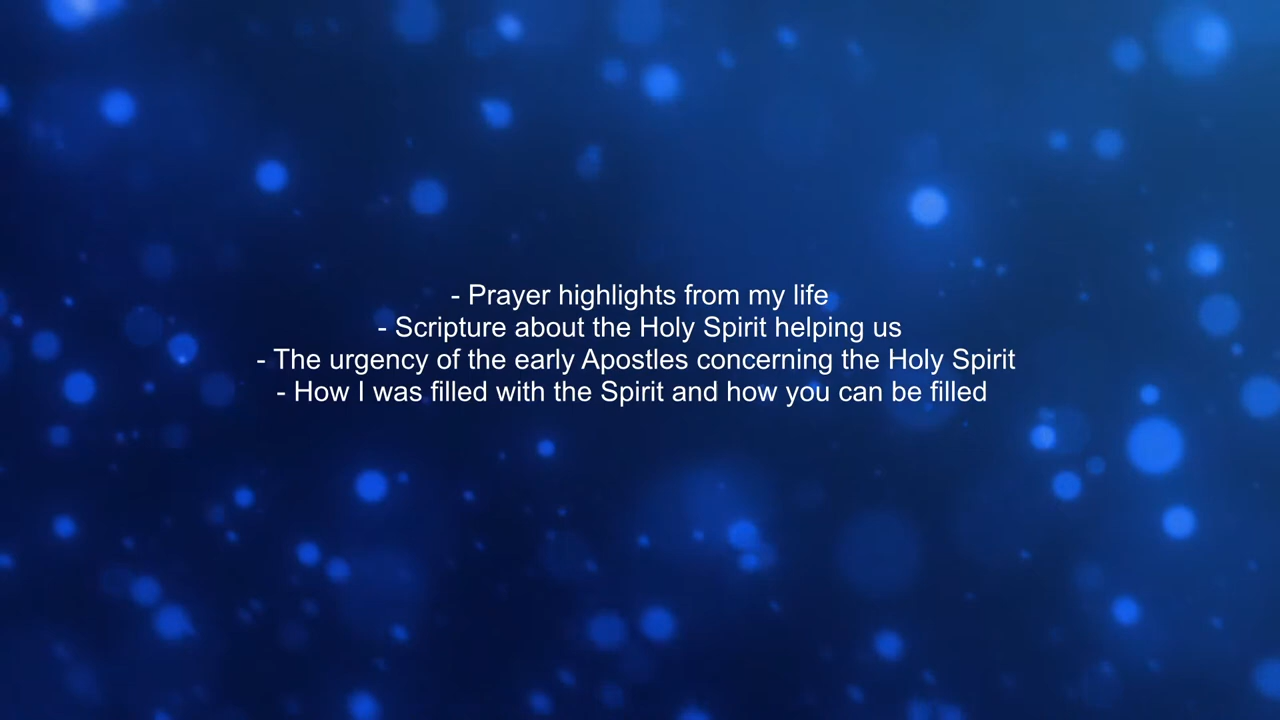 - Prayer highlights from my life
- Scripture about the Holy Spirit helping us
- The urgency of the early Apostles concerning the Holy Spirit
- How I was filled with the Spirit and how you can be filled